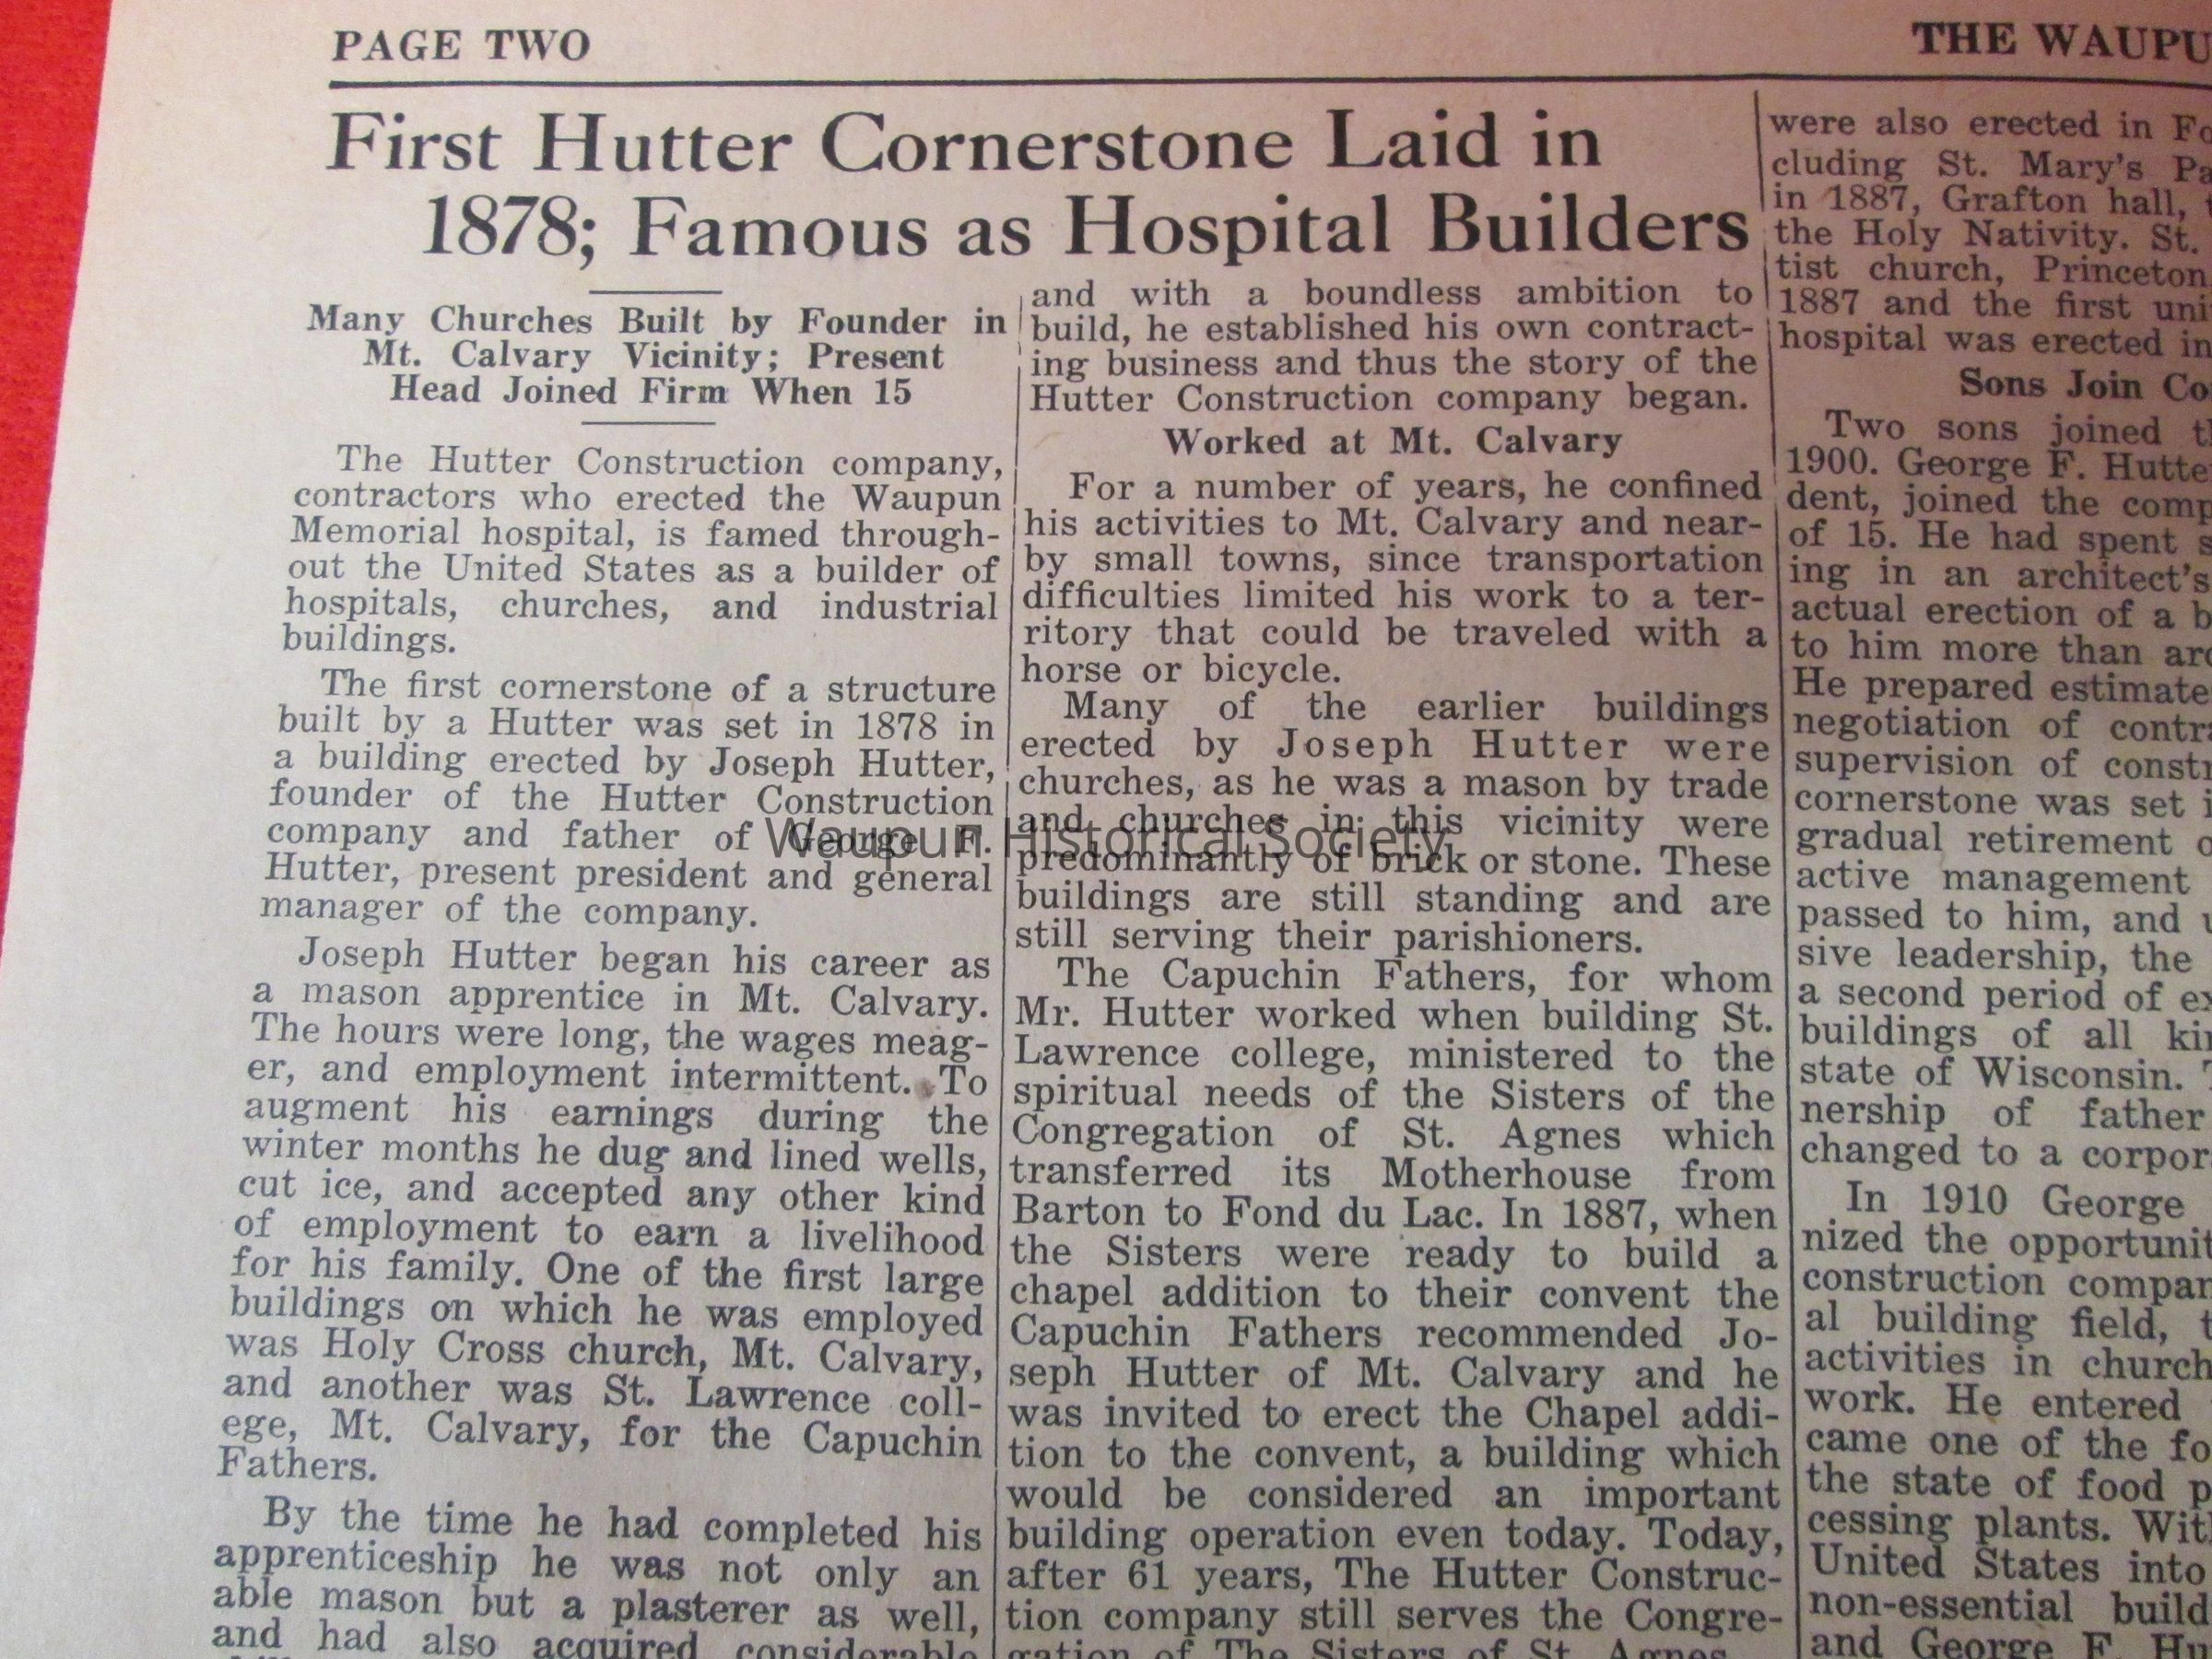 PAGE TWO
THE WAUPU
First Hutter Cornerstone Laid in
1878; Famous as Hospital Builders
Many Churches Built by Founder in
Mt. Calvary Vicinity; Present
Head Joined Firm When 15
The Hutter Construction company,
contractors who erected the Waupun
Memorial hospital, is famed through-
out the United States as a builder of
hospitals, churches, and industrial
buildings.
The first cornerstone of a structure
built by a Hutter was set in 1878 in
a building erected by Joseph Hutter,
founder of the Hutter Construction
company and father of George F.
Hutter, present president and general
manager of the company.
Joseph Hutter began his career as
a mason apprentice in Mt. Calvary.
The hours were long, the wages meag-
er, and employment intermittent. To
augment his earnings during the
winter months he dug and lined wells,
cut ice, and accepted any other kind
of employment to earn a livelihood
for his family. One of the first large
buildings on which he was employed
was Holy Cross church, Mt. Calvary,
and another was St. Lawrence coll-
ege, Mt. Calvary, for the Capuchin
Fathers.
By the time he had completed his
apprenticeship he was not only an
able mason but a plasterer as well,
and had also acquired considerable
and with a boundless ambition to
build, he established his own contract-
ing business and thus the story of the
Hutter Construction company began.
Worked at Mt. Calvary
For a number of years, he confined
his activities to Mt. Calvary and near-
by small towns, since transportation
difficulties limited his work to a ter-
ritory that could be traveled with a
horse or bicycle.
Many of the earlier buildings
erected by Joseph Hutter were
churches, as he was a mason by trade
and churches in this vicinity were
predominantly of brick or stone. These
buildings are still standing and are
still serving their parishioners.
The Capuchin Fathers, for whom
Mr. Hutter worked when building St.
Lawrence college, ministered to the
spiritual needs of the Sisters of the
Congregation of St. Agnes which
transferred its Motherhouse from
Barton to Fond du Lac. In 1887, when
the Sisters were ready to build a
chapel addition to their convent the
Capuchin Fathers recommended Jo-
seph Hutter of Mt. Calvary and he
was invited to erect the Chapel addi-
tion to the convent, a building which
would be considered an important
building operation even today. Today,
after 61 years, The Hutter Construc-
tion company still serves the Congre-
gation of The Sisters of St. Agnes
were also erected in Fo
cluding St. Mary's Pa
in 1887, Grafton hall,
the Holy Nativity. St.
tist church, Princeton
1887 and the first uni
hospital was erected in
Sons Join Co
Two sons joined t
1900. George F. Hutte
dent, joined the comp
of 15. He had spent s
ing in an architect's
actual erection of a b
to him more than arc
He prepared estimate
negotiation of contra
supervision of constr
cornerstone was set i
gradual retirement o
active management
passed to him, and u
sive leadership, the
a second period of ex
buildings of all ki
state of Wisconsin.
nership of father
changed to a corpor
In 1910 George
nized the opportunit
construction compan
al building field, t
activities in church
work. He entered
came one of the fo
the state of food p
cessing plants. Wit
United States into
non-essential build
and George F. Hu
Waupun Historical Society